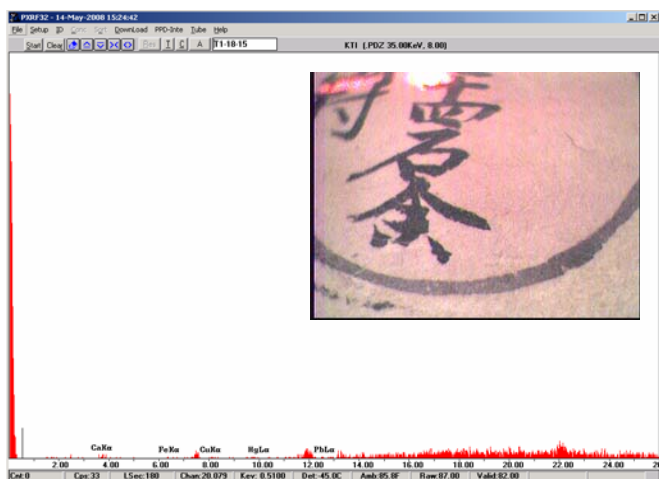 PXRF32 - 14-May-2008 15:24:42
File Setup ID Conc Sort DownLoad PPD-Inte Tube Help
Start Clear Res I C A T1-18-15 KTI (.PDZ 35.00KeV, 8.00)
石
CaKα FeKα CuKα HgLα PbLα
2.00 4.00 6.00 8.00 10.00 12.00 14.00 16.00 18.00 20.00 22.00 24.00
Cnt:0 Cps:33 LSec:180 Chan:20.079 Kev: 0.5100 Det:-45.0C Amb:85.8F Raw:87.00 Valid:82.00